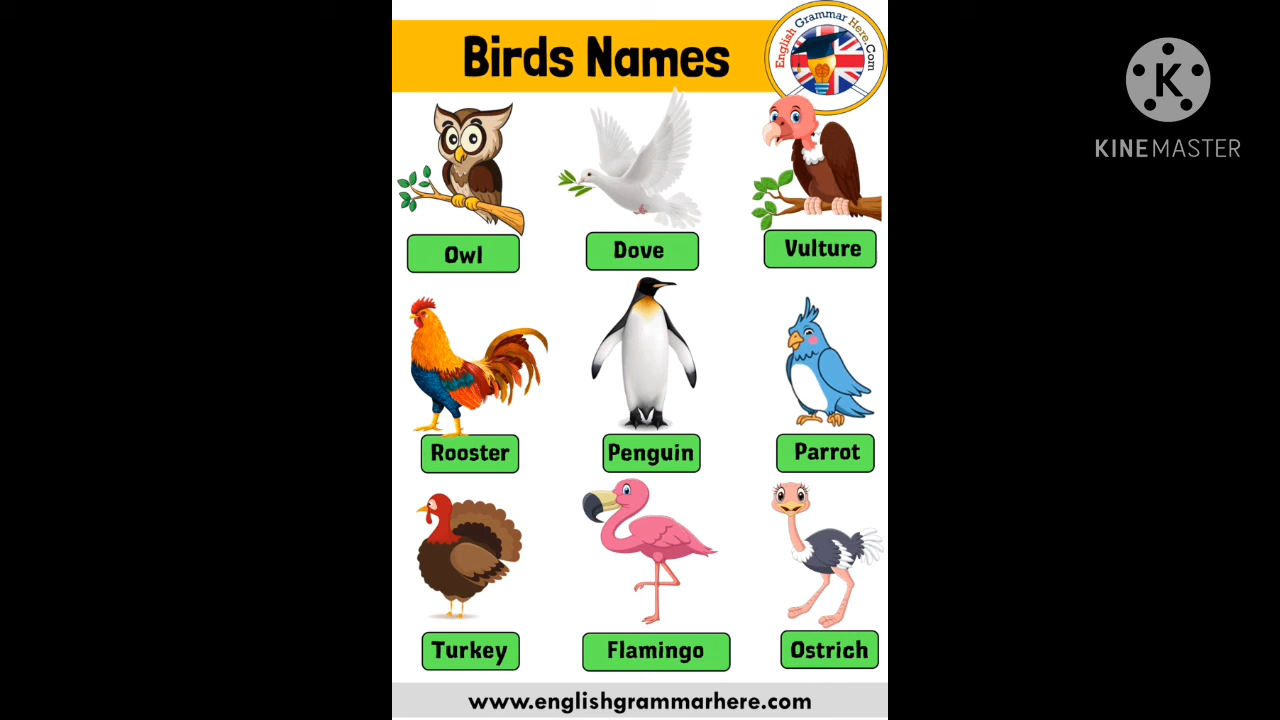 Birds Names
English Grammar Here.Com
K
KINEMASTER
Owl
Dove
Vulture
Rooster
Penguin
Parrot
Turkey
Flamingo
Ostrich
www.englishgrammarhere.com